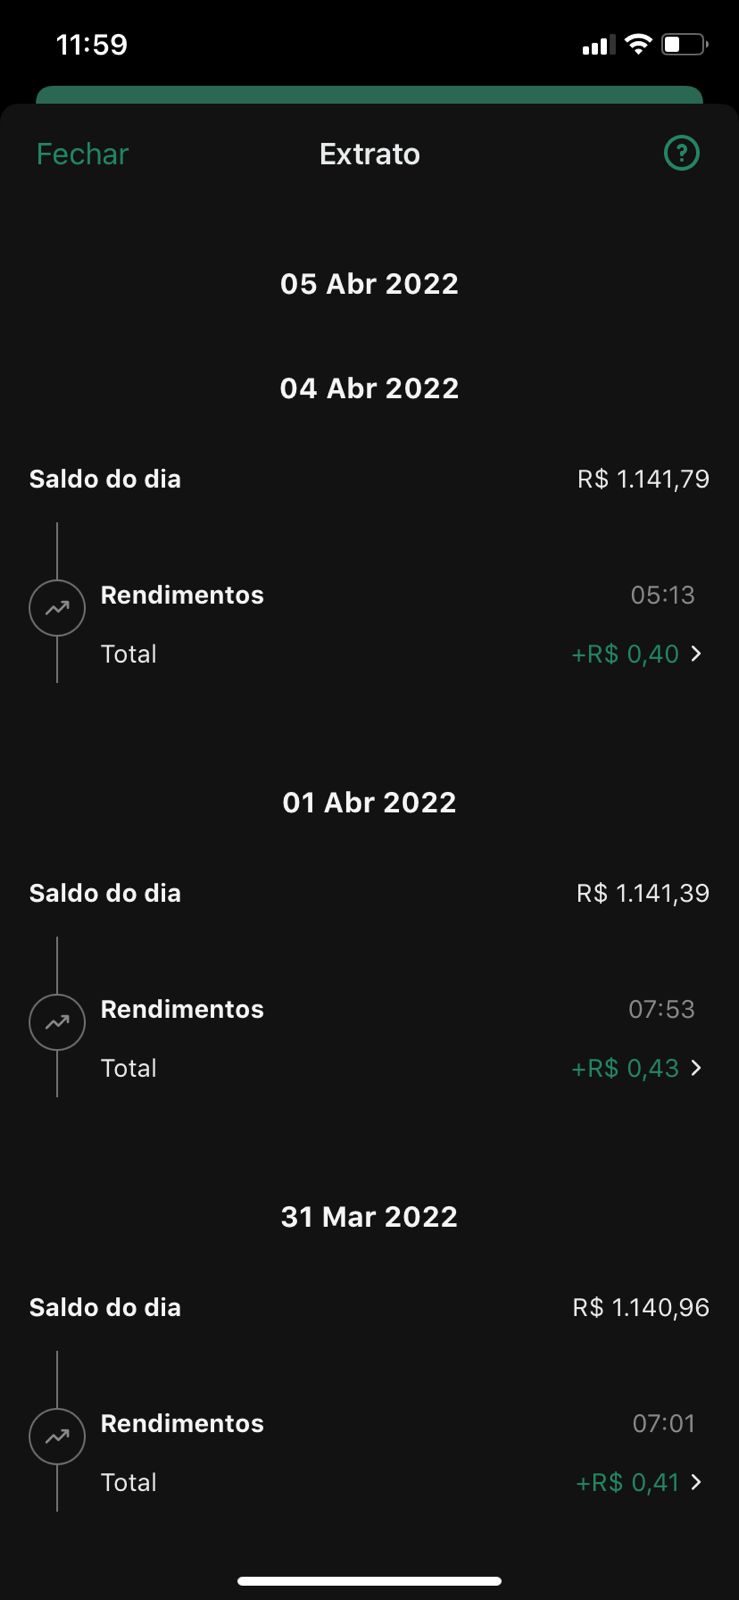 11:59
Fechar Extrato ?
05 Abr 2022
04 Abr 2022
Saldo do dia R$ 1.141,79
Rendimentos 05:13
Total +R$ 0,40
01 Abr 2022
Saldo do dia R$ 1.141,39
Rendimentos 07:53
Total +R$ 0,43
31 Mar 2022
Saldo do dia R$ 1.140,96
Rendimentos 07:01
Total +R$ 0,41